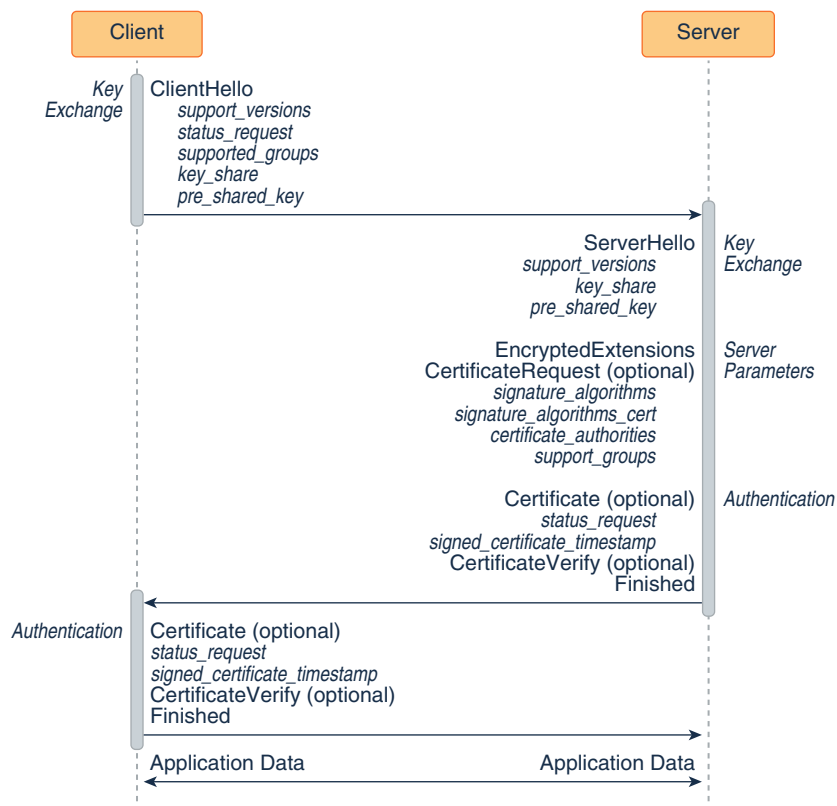 Client
Server
Key
Exchange
ClientHello
support_versions
status_request
supported_groups
key_share
pre_shared_key
ServerHello
support_versions
key_share
pre_shared_key
Key
Exchange
EncryptedExtensions
CertificateRequest (optional)
signature_algorithms
signature_algorithms_cert
certificate_authorities
support_groups
Server
Parameters
Certificate (optional)
status_request
signed_certificate_timestamp
CertificateVerify (optional)
Finished
Authentication
Authentication
Certificate (optional)
status_request
signed_certificate_timestamp
CertificateVerify (optional)
Finished
Application Data
Application Data